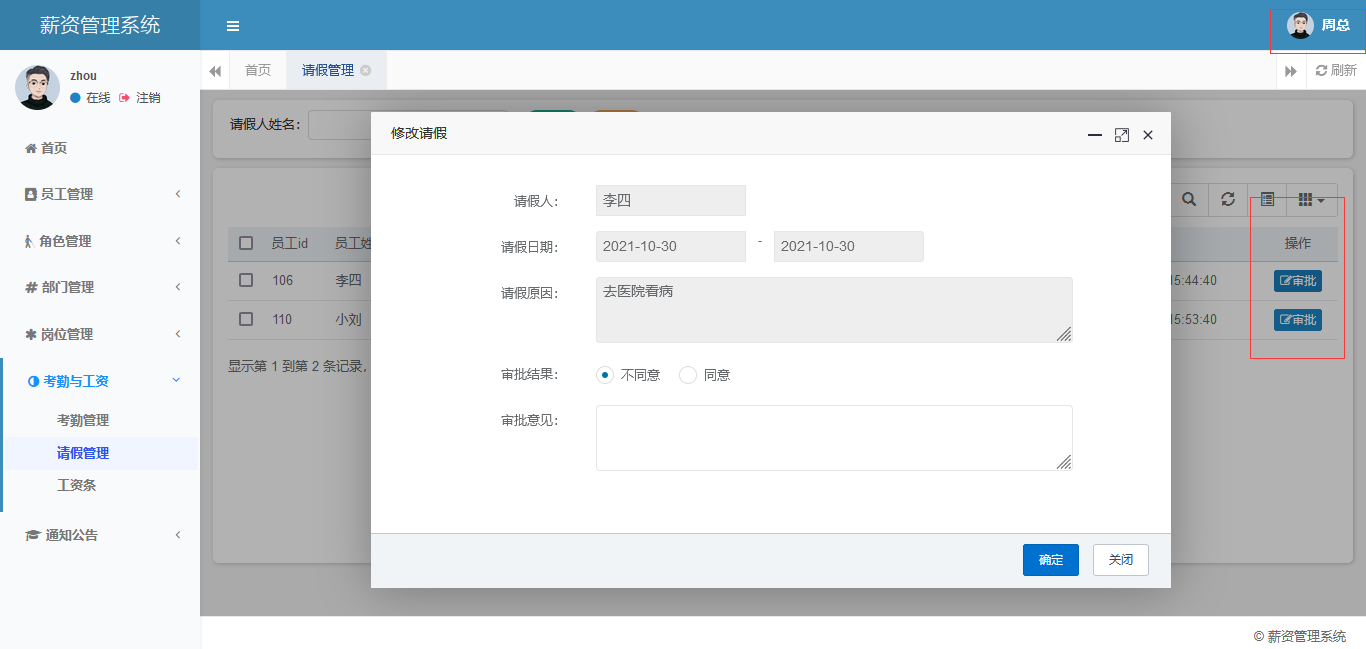 薪资管理系统
周总
zhou
在线 注销
首页
请假管理
刷新
首页
员工管理
角色管理
部门管理
岗位管理
考勤与工资
考勤管理
请假管理
工资条
通知公告
请假人姓名：
员工id 员工姓
操作
106 李四
15:44:40 审批
110 小刘
15:53:40 审批
显示第 1 到第 2 条记录，
修改请假
请假人： 李四
请假日期： 2021-10-30 - 2021-10-30
请假原因： 去医院看病
审批结果： 不同意 同意
审批意见：
确定 关闭
© 薪资管理系统